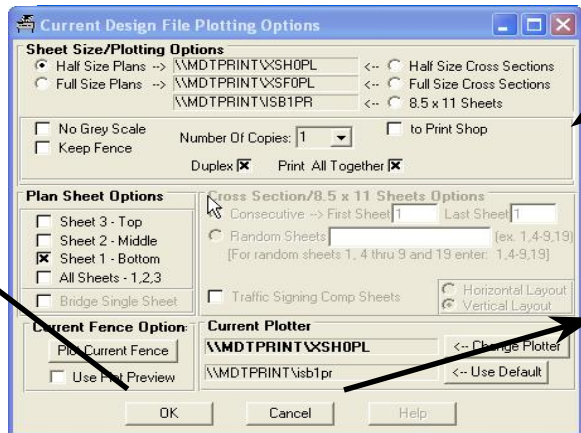 Current Design File Plotting Options
Sheet Size/Plotting Options
Half Size Plans --> \\MDTPRINT\XSH0PL <- Half Size Cross Sections
Full Size Plans --> \\MDTPRINT\XSF0PL <- Full Size Cross Sections
\\MDTPRINT\ISB1PR <- 8.5 x 11 Sheets
No Grey Scale
Keep Fence
Number Of Copies: 1
to Print Shop
Duplex Print All Together
Plan Sheet Options
Sheet 3 - Top
Sheet 2 - Middle
Sheet 1 - Bottom
All Sheets - 1,2,3
Bridge Single Sheet
Cross Section/8.5 x 11 Sheets Options
Consecutive --> First Sheet 1 Last Sheet 1
Random Sheets (ex. 1,4-9,19)
[For random sheets 1, 4 thru 9 and 19 enter: 1,4-9,19]
Traffic Signing Comp Sheets
Horizontal Layout
Vertical Layout
Current Fence Option:
Plot Current Fence
Use Plot Preview
Current Plotter
\\MDTPRINT\XSH0PL <-- Change Plotter
\\MDTPRINT\isb1pr <-- Use Default
OK Cancel Help